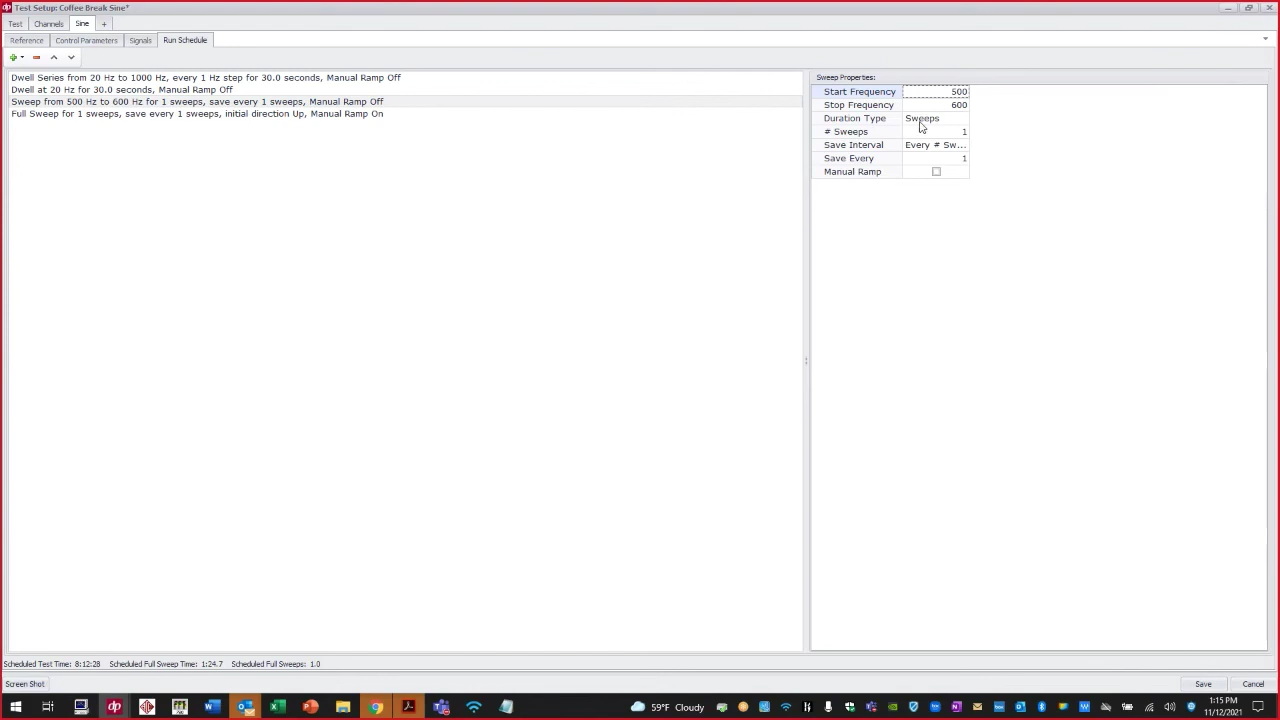 Test Setup: Coffee Break Sine*
Test Channels Sine +
Reference Control Parameters Signals Run Schedule
Dwell Series from 20 Hz to 1000 Hz, every 1 Hz step for 30.0 seconds, Manual Ramp Off
Dwell at 20 Hz for 30.0 seconds, Manual Ramp Off
Sweep from 500 Hz to 600 Hz for 1 sweeps, save every 1 sweeps, Manual Ramp Off
Full Sweep for 1 sweeps, save every 1 sweeps, initial direction Up, Manual Ramp On
Sweep Properties:
Start Frequency 500
Stop Frequency 600
Duration Type Sweeps
# Sweeps 1
Save Interval Every # Sw...
Save Every 1
Manual Ramp
Scheduled Test Time: 8:12:28 Scheduled Full Sweep Time: 1:24.7 Scheduled Full Sweeps: 1.0
Screen Shot Save Cancel
59°F Cloudy
1:15 PM
11/12/2021